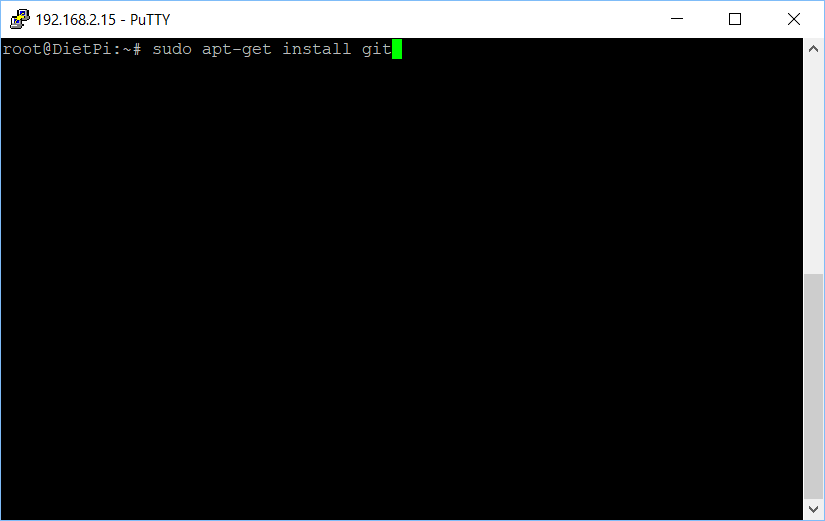 192.168.2.15 - PuTTY
root@DietPi:~# sudo apt-get install git